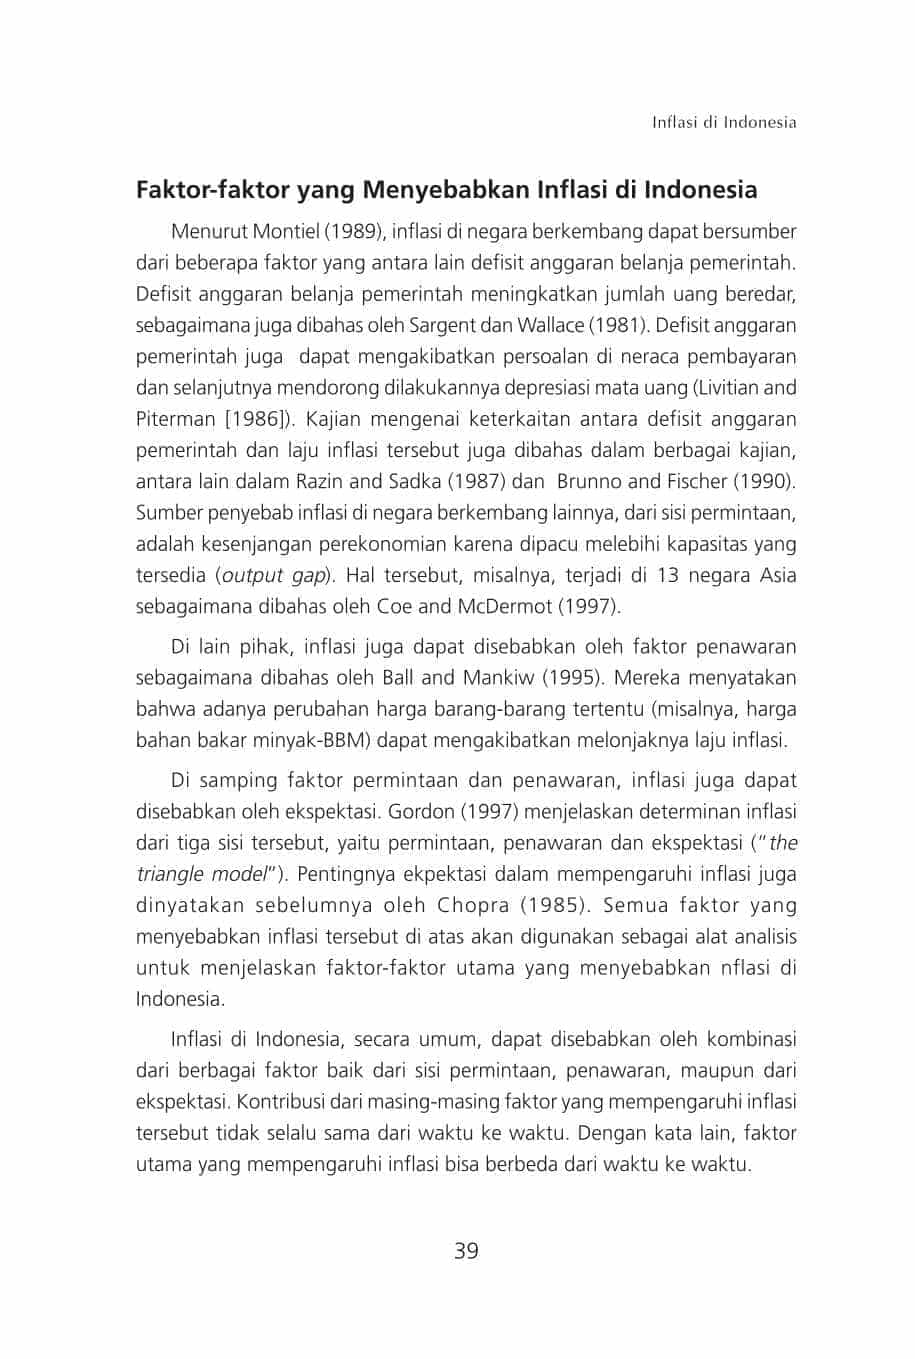 Inflasi di Indonesia
Faktor-faktor yang Menyebabkan Inflasi di Indonesia
Menurut Montiel (1989), inflasi di negara berkembang dapat bersumber
dari beberapa faktor yang antara lain defisit anggaran belanja pemerintah.
Defisit anggaran belanja pemerintah meningkatkan jumlah uang beredar,
sebagaimana juga dibahas oleh Sargent dan Wallace (1981). Defisit anggaran
pemerintah juga  dapat mengakibatkan persoalan di neraca pembayaran
dan selanjutnya mendorong dilakukannya depresiasi mata uang (Livitian and
Piterman [1986]). Kajian mengenai keterkaitan antara defisit anggaran
pemerintah dan laju inflasi tersebut juga dibahas dalam berbagai kajian,
antara lain dalam Razin and Sadka (1987) dan  Brunno and Fischer (1990).
Sumber penyebab inflasi di negara berkembang lainnya, dari sisi permintaan,
adalah kesenjangan perekonomian karena dipacu melebihi kapasitas yang
tersedia (output gap). Hal tersebut, misalnya, terjadi di 13 negara Asia
sebagaimana dibahas oleh Coe and McDermot (1997).
Di lain pihak, inflasi juga dapat disebabkan oleh faktor penawaran
sebagaimana dibahas oleh Ball and Mankiw (1995). Mereka menyatakan
bahwa adanya perubahan harga barang-barang tertentu (misalnya, harga
bahan bakar minyak-BBM) dapat mengakibatkan melonjaknya laju inflasi.
Di samping faktor permintaan dan penawaran, inflasi juga dapat
disebabkan oleh ekspektasi. Gordon (1997) menjelaskan determinan inflasi
dari tiga sisi tersebut, yaitu permintaan, penawaran dan ekspektasi ("the
triangle model"). Pentingnya ekpektasi dalam mempengaruhi inflasi juga
dinyatakan sebelumnya oleh Chopra (1985). Semua faktor yang
menyebabkan inflasi tersebut di atas akan digunakan sebagai alat analisis
untuk menjelaskan faktor-faktor utama yang menyebabkan nflasi di
Indonesia.
Inflasi di Indonesia, secara umum, dapat disebabkan oleh kombinasi
dari berbagai faktor baik dari sisi permintaan, penawaran, maupun dari
ekspektasi. Kontribusi dari masing-masing faktor yang mempengaruhi inflasi
tersebut tidak selalu sama dari waktu ke waktu. Dengan kata lain, faktor
utama yang mempengaruhi inflasi bisa berbeda dari waktu ke waktu.
39